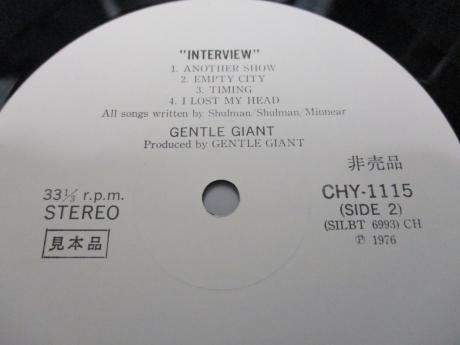 "INTERVIEW"
1. ANOTHER SHOW
2. EMPTY CITY
3. TIMING
4. I LOST MY HEAD
All songs written by Shulman/Shulman/Minnear
GENTLE GIANT
Produced by GENTLE GIANT
33⅓ r.p.m.
STEREO
見本品
非売品
CHY-1115
(SIDE 2)
(SILBT 6993) CH
℗ 1976